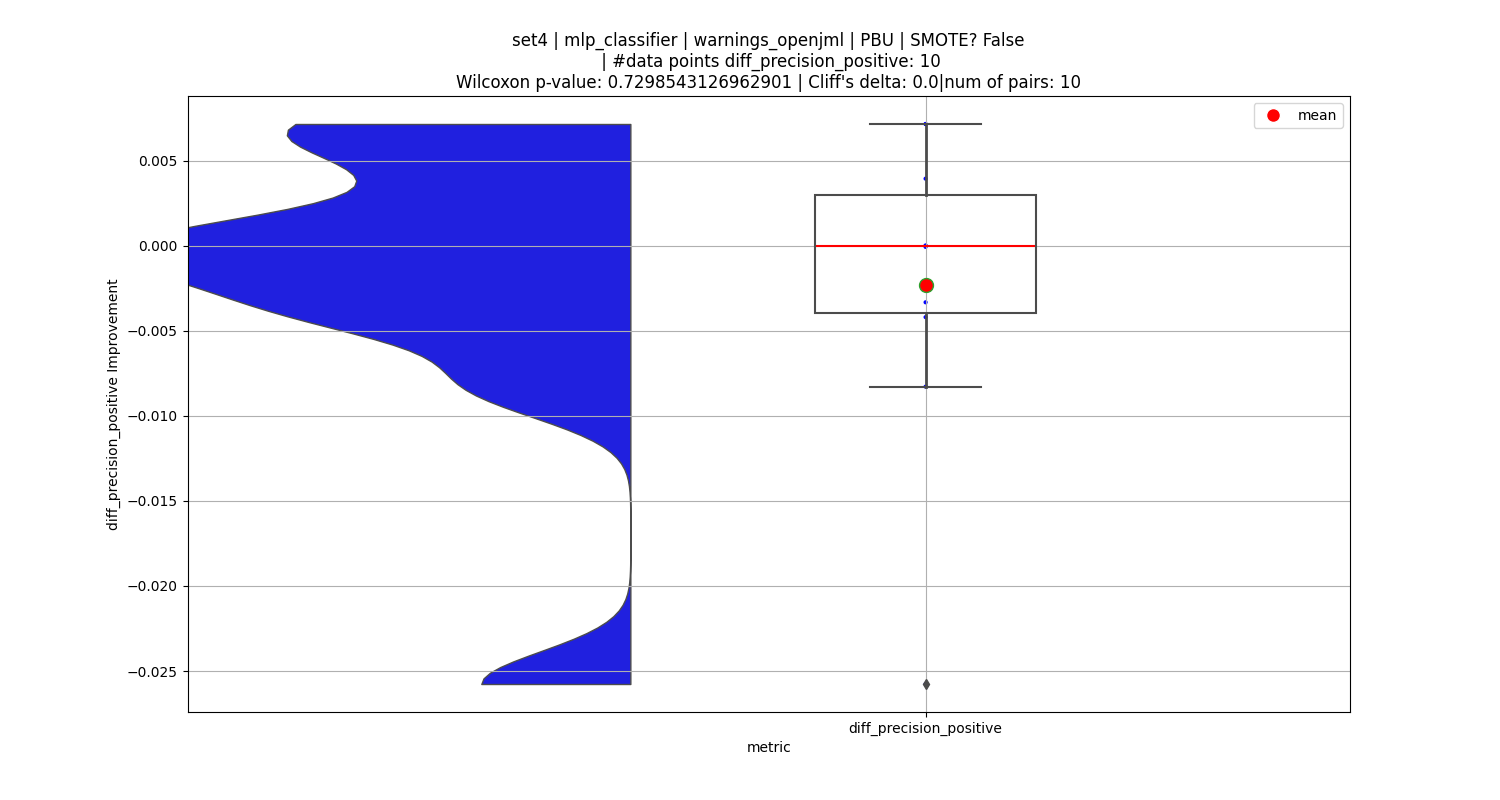 set4 | mlp_classifier | warnings_openjml | PBU | SMOTE? False
| #data points diff_precision_positive: 10
Wilcoxon p-value: 0.7298543126962901 | Cliff's delta: 0.0|num of pairs: 10
mean
0.005
0.000
−0.005
−0.010
−0.015
−0.020
−0.025
diff_precision_positive Improvement
diff_precision_positive
metric